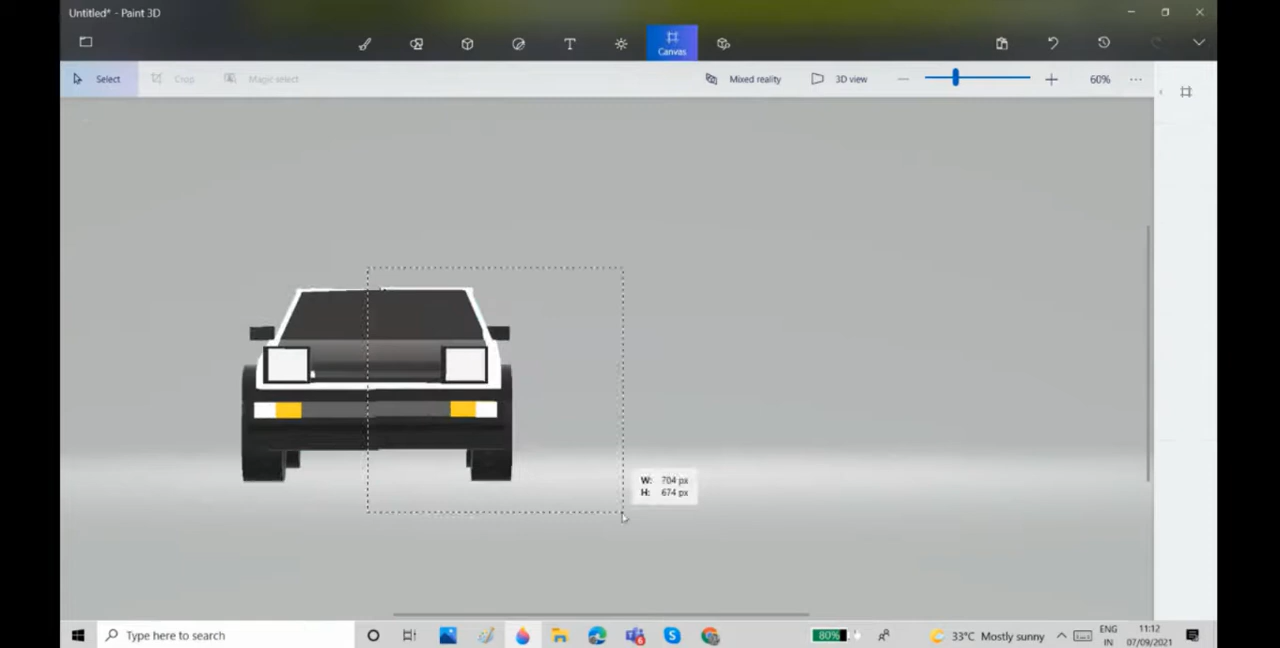 Untitled* - Paint 3D
Canvas
Select
Crop
Magic select
Mixed reality
3D view
60%
W: 704 px
H: 674 px
Type here to search
80%
33°C Mostly sunny
ENG
IN
11:12
07/09/2021